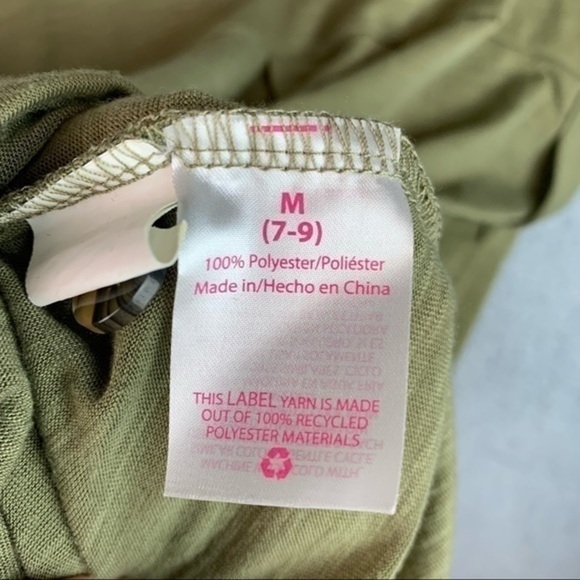 M
(7-9)
100% Polyester/Poliéster
Made in/Hecho en China
THIS LABEL YARN IS MADE
OUT OF 100% RECYCLED
POLYESTER MATERIALS